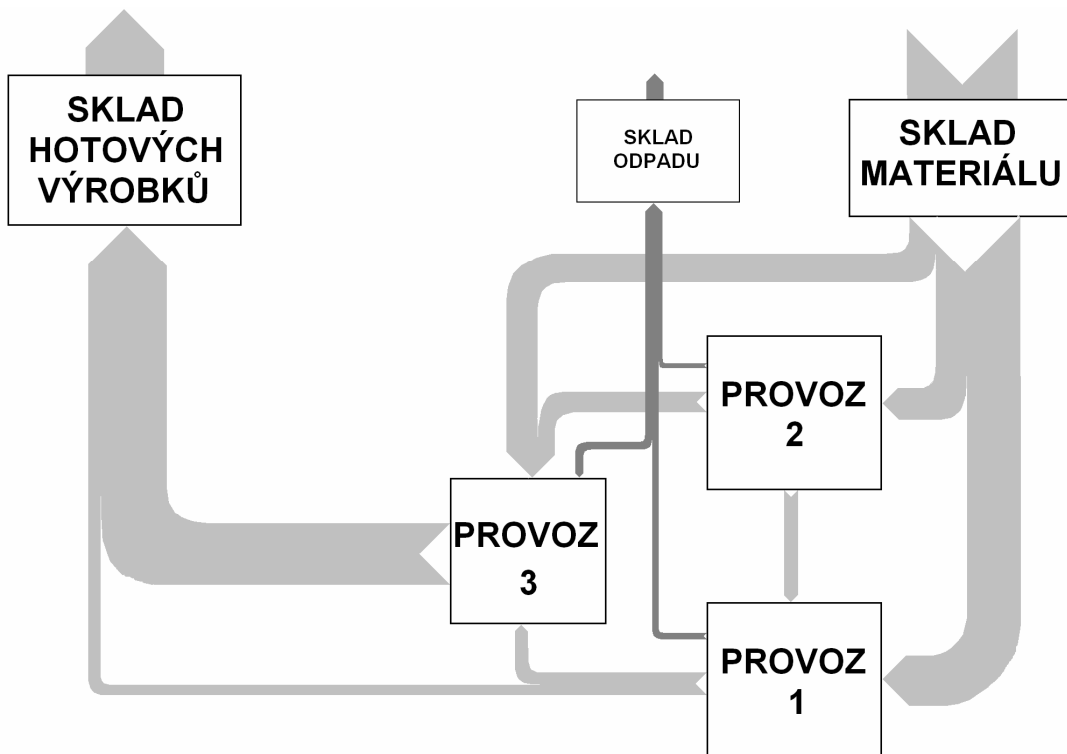 SKLAD
HOTOVÝCH
VÝROBKŮ
SKLAD
ODPADU
SKLAD
MATERIÁLU
PROVOZ
2
PROVOZ
3
PROVOZ
1